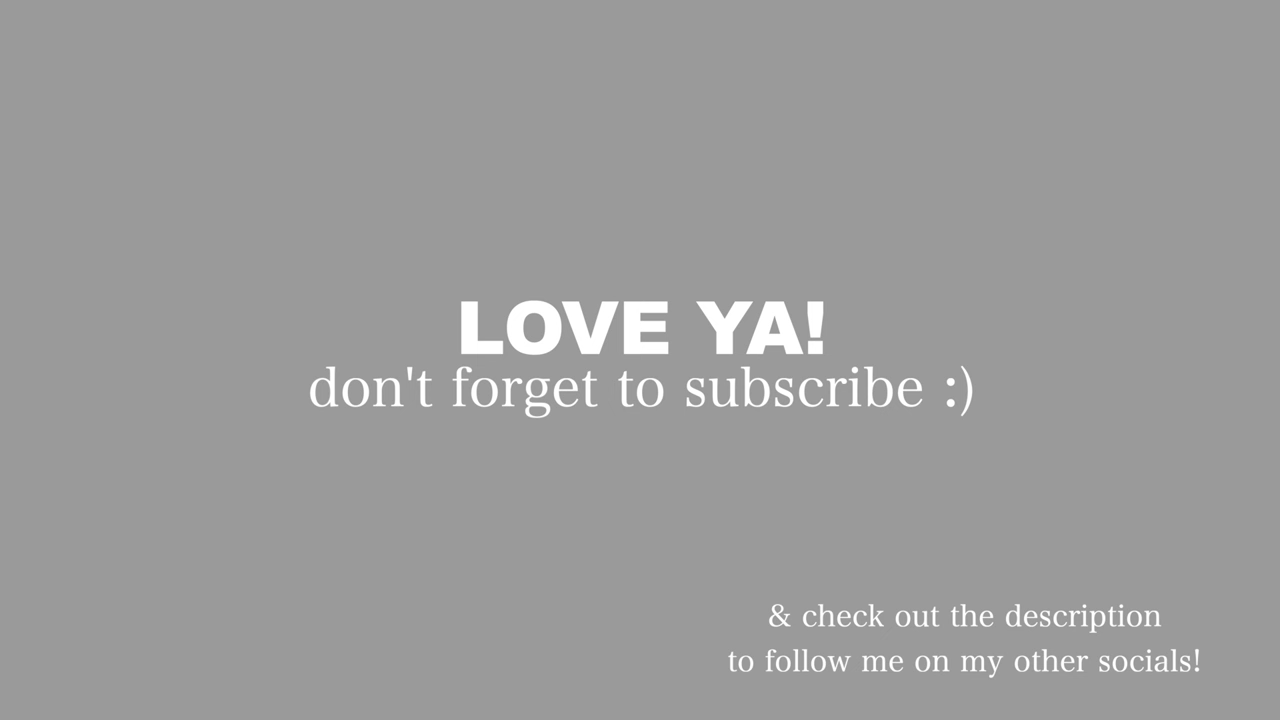 LOVE YA!
don't forget to subscribe :)
& check out the description
to follow me on my other socials!